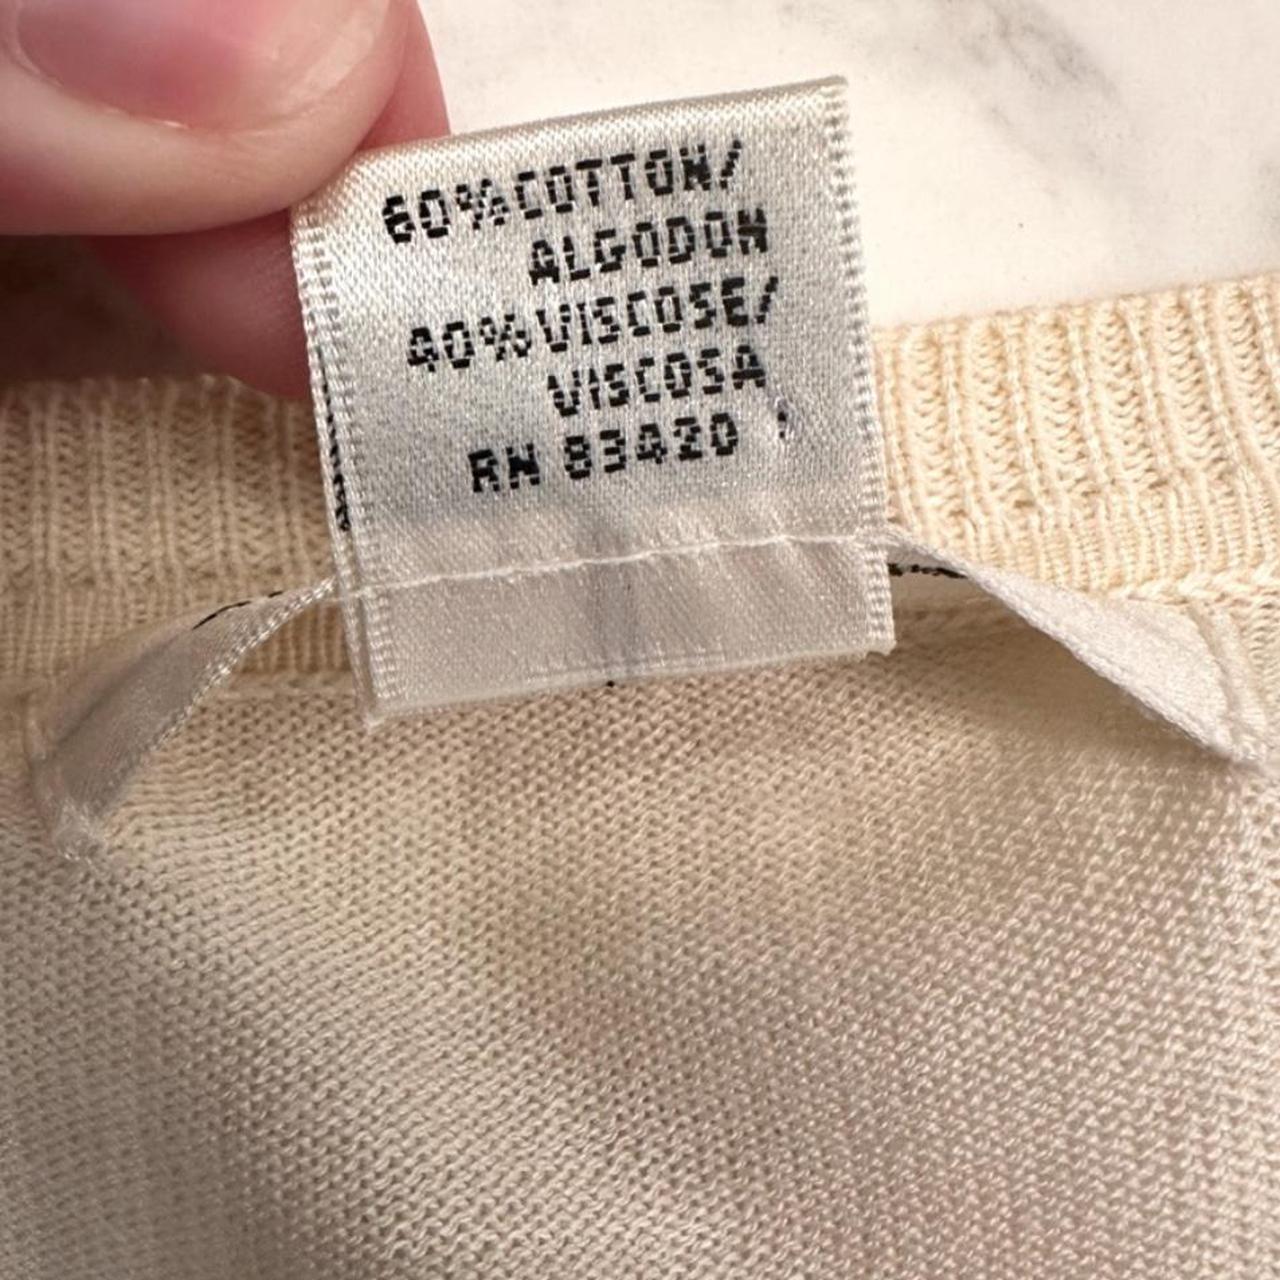 60%COTTON/
ALGODON
40%VISCOSE/
VISCOSA
RN 83420